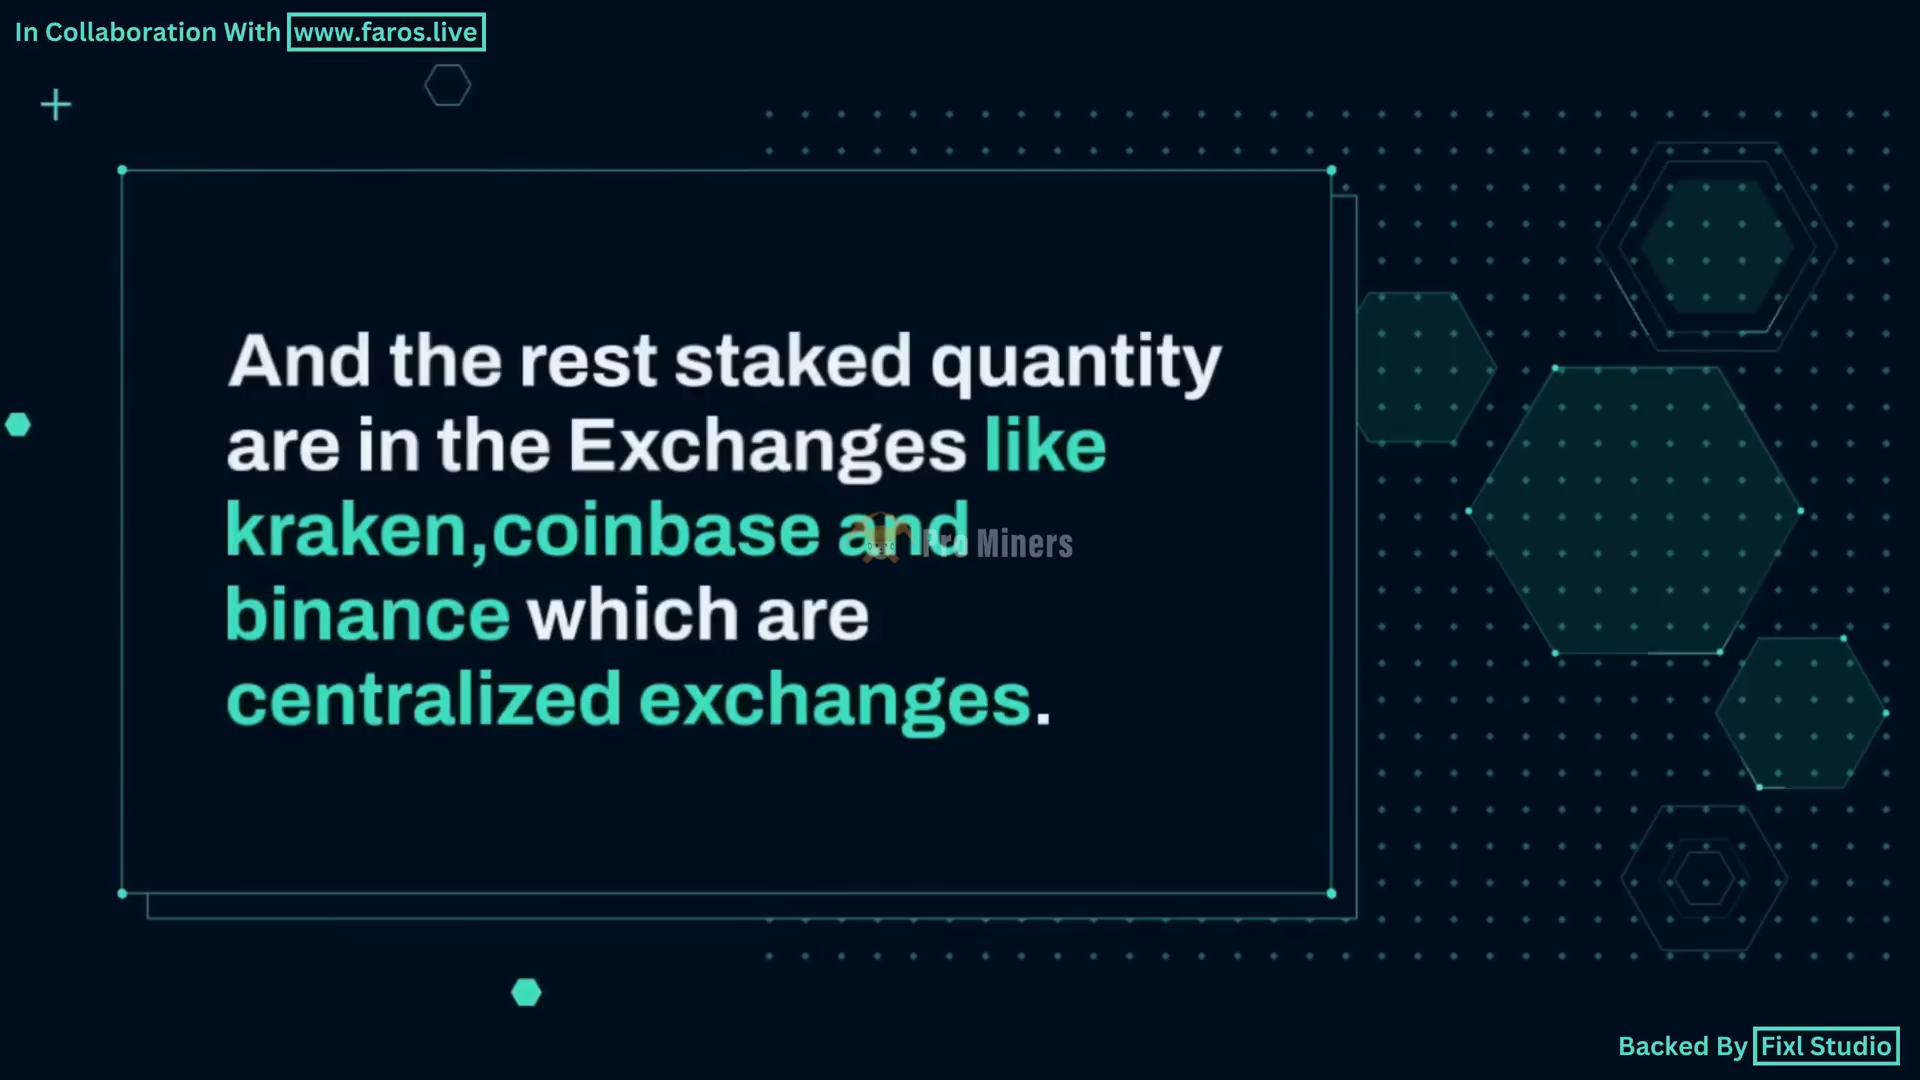 In Collaboration With www.faros.live
And the rest staked quantity
are in the Exchanges like
kraken,coinbase and
Pro Miners
binance which are
centralized exchanges.
Backed By Fixl Studio